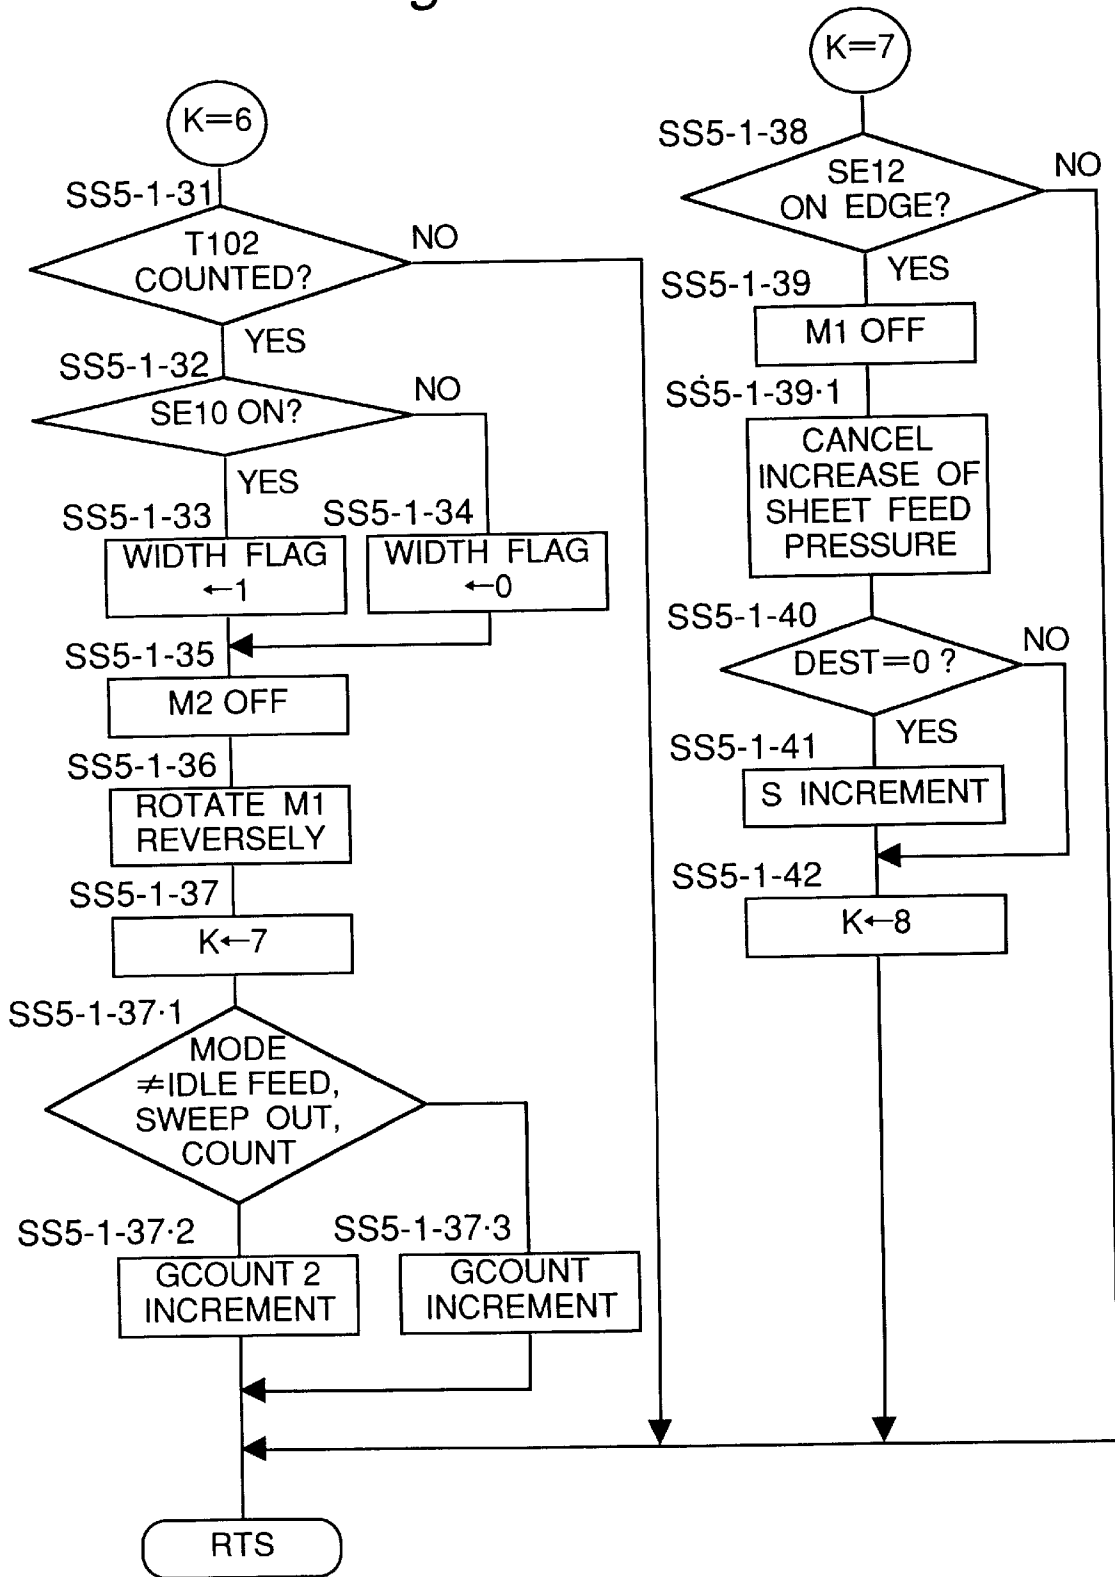 K=6
SS5-1-31
T102
COUNTED?
NO
YES
SS5-1-32
SE10 ON?
NO
YES
SS5-1-33
WIDTH FLAG
←1
SS5-1-34
WIDTH FLAG
←0
SS5-1-35
M2 OFF
SS5-1-36
ROTATE M1
REVERSELY
SS5-1-37
K←7
SS5-1-37·1
MODE
≠IDLE FEED,
SWEEP OUT,
COUNT
SS5-1-37·2
GCOUNT 2
INCREMENT
SS5-1-37·3
GCOUNT
INCREMENT
RTS
K=7
SS5-1-38
SE12
ON EDGE?
NO
YES
SS5-1-39
M1 OFF
SS5-1-39·1
CANCEL
INCREASE OF
SHEET FEED
PRESSURE
SS5-1-40
DEST=0 ?
NO
YES
SS5-1-41
S INCREMENT
SS5-1-42
K←8